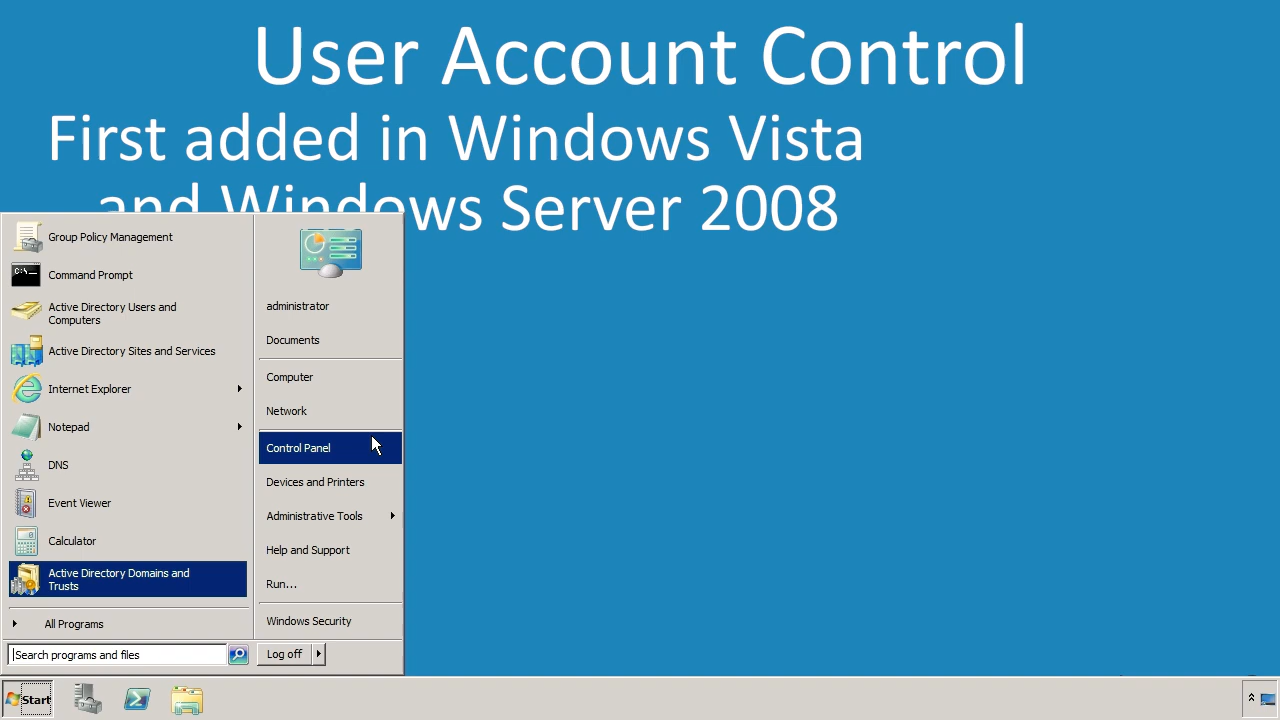 User Account Control
First added in Windows Vista
and Windows Server 2008
Group Policy Management
Command Prompt
Active Directory Users and
Computers
Active Directory Sites and Services
Internet Explorer
Notepad
DNS
Event Viewer
Calculator
Active Directory Domains and
Trusts
All Programs
Search programs and files
administrator
Documents
Computer
Network
Control Panel
Devices and Printers
Administrative Tools
Help and Support
Run...
Windows Security
Log off
Start